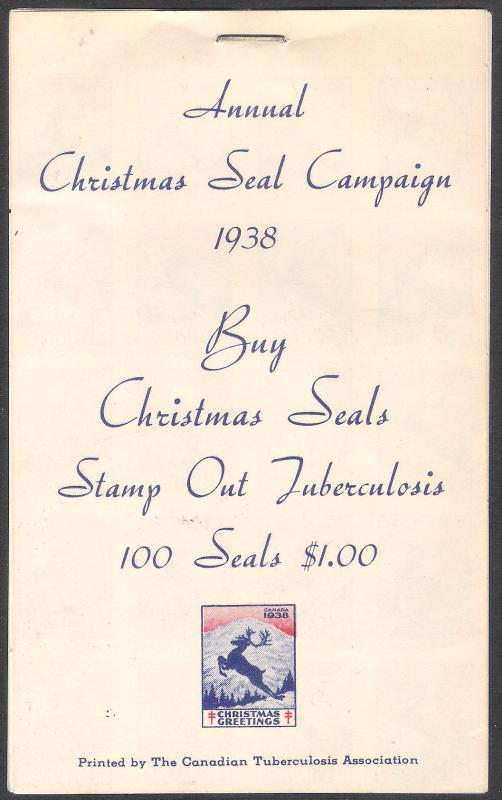 Annual
Christmas Seal Campaign
1938
Buy
Christmas Seals
Stamp Out Tuberculosis
100 Seals $1.00
CANADA
1938
CHRISTMAS
GREETINGS
Printed by The Canadian Tuberculosis Association